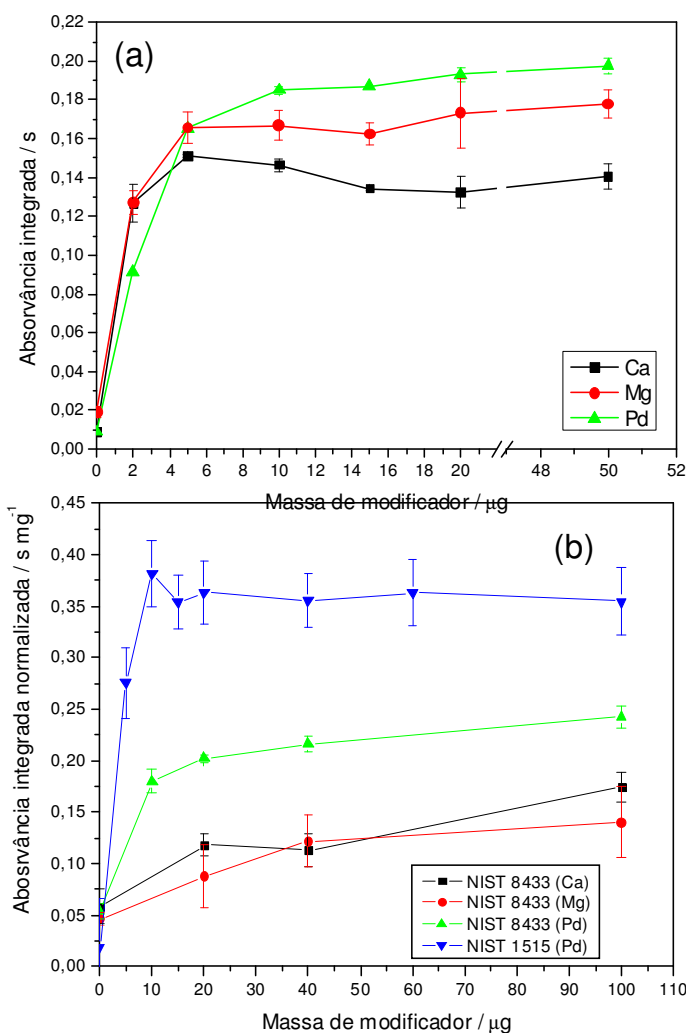 (a)
0,22
0,20
0,18
0,16
0,14
0,12
0,10
0,08
0,06
0,04
0,02
0,00
Absorvância integrada / s
Ca
Mg
Pd
0 2 4 6 8 10 12 14 16 18 20 22 48 50 52
Massa de modificador / µg
(b)
0,45
0,40
0,35
0,30
0,25
0,20
0,15
0,10
0,05
0,00
Abosrvância integrada normalizada / s mg⁻¹
NIST 8433 (Ca)
NIST 8433 (Mg)
NIST 8433 (Pd)
NIST 1515 (Pd)
0 10 20 30 40 50 60 70 80 90 100 110
Massa de modificador / µg